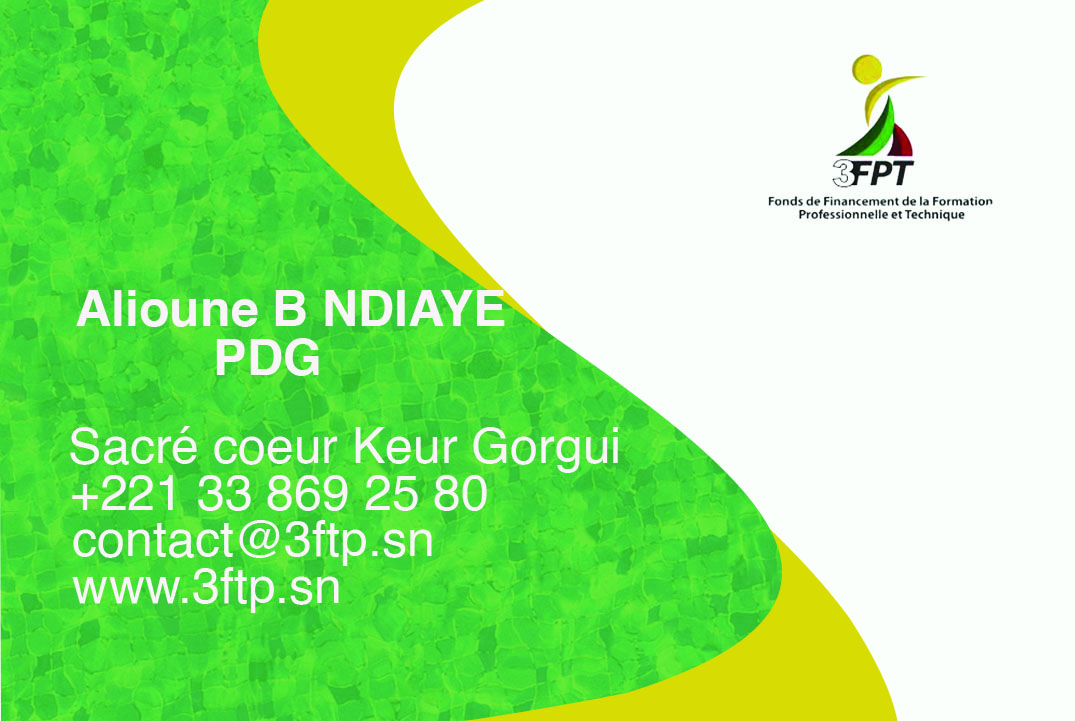 3FPT
Fonds de Financement de la Formation
Professionnelle et Technique
Alioune B NDIAYE
PDG
Sacré coeur Keur Gorgui
+221 33 869 25 80
contact@3ftp.sn
www.3ftp.sn